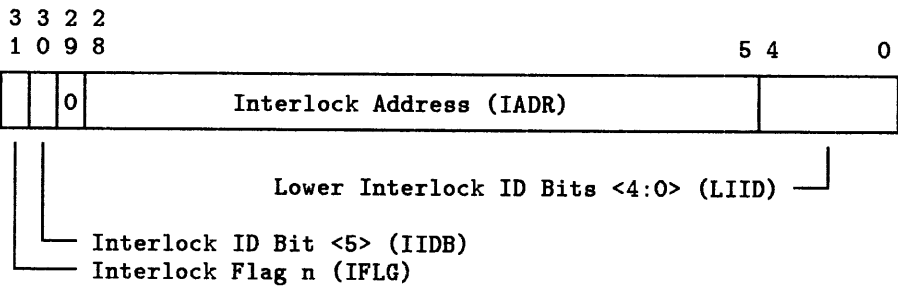 3 3 2 2
1 0 9 8 5 4 0
0 Interlock Address (IADR)
Lower Interlock ID Bits <4:0> (LIID)
Interlock ID Bit <5> (IIDB)
Interlock Flag n (IFLG)